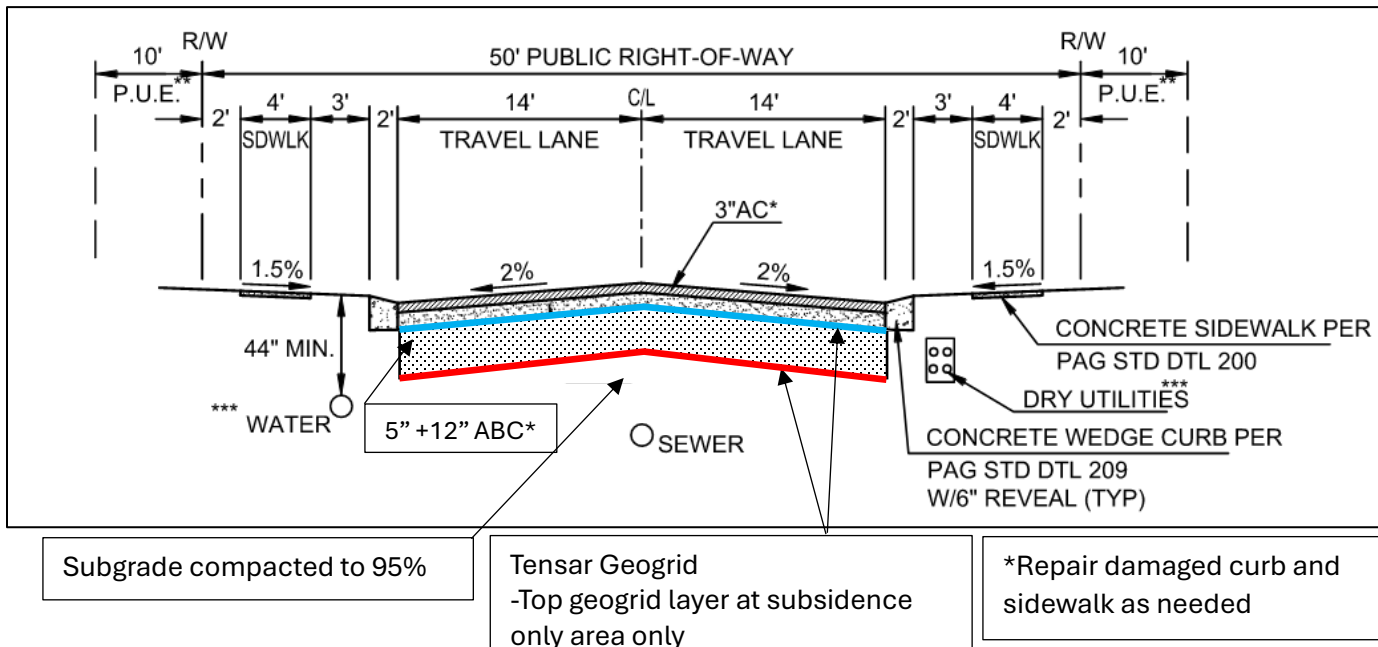 R/W
R/W
10'
50' PUBLIC RIGHT-OF-WAY
10'
P.U.E.**
P.U.E.**
2'
4'
3'
2'
14'
C/L
14'
2'
3'
4'
2'
SDWLK
TRAVEL LANE
TRAVEL LANE
SDWLK
3"AC*
1.5%
2%
2%
1.5%
44" MIN.
*** WATER
5” +12” ABC*
SEWER
CONCRETE SIDEWALK PER
PAG STD DTL 200
DRY UTILITIES***
CONCRETE WEDGE CURB PER
PAG STD DTL 209
W/6" REVEAL (TYP)
Subgrade compacted to 95%
Tensar Geogrid
-Top geogrid layer at subsidence
only area only
*Repair damaged curb and
sidewalk as needed